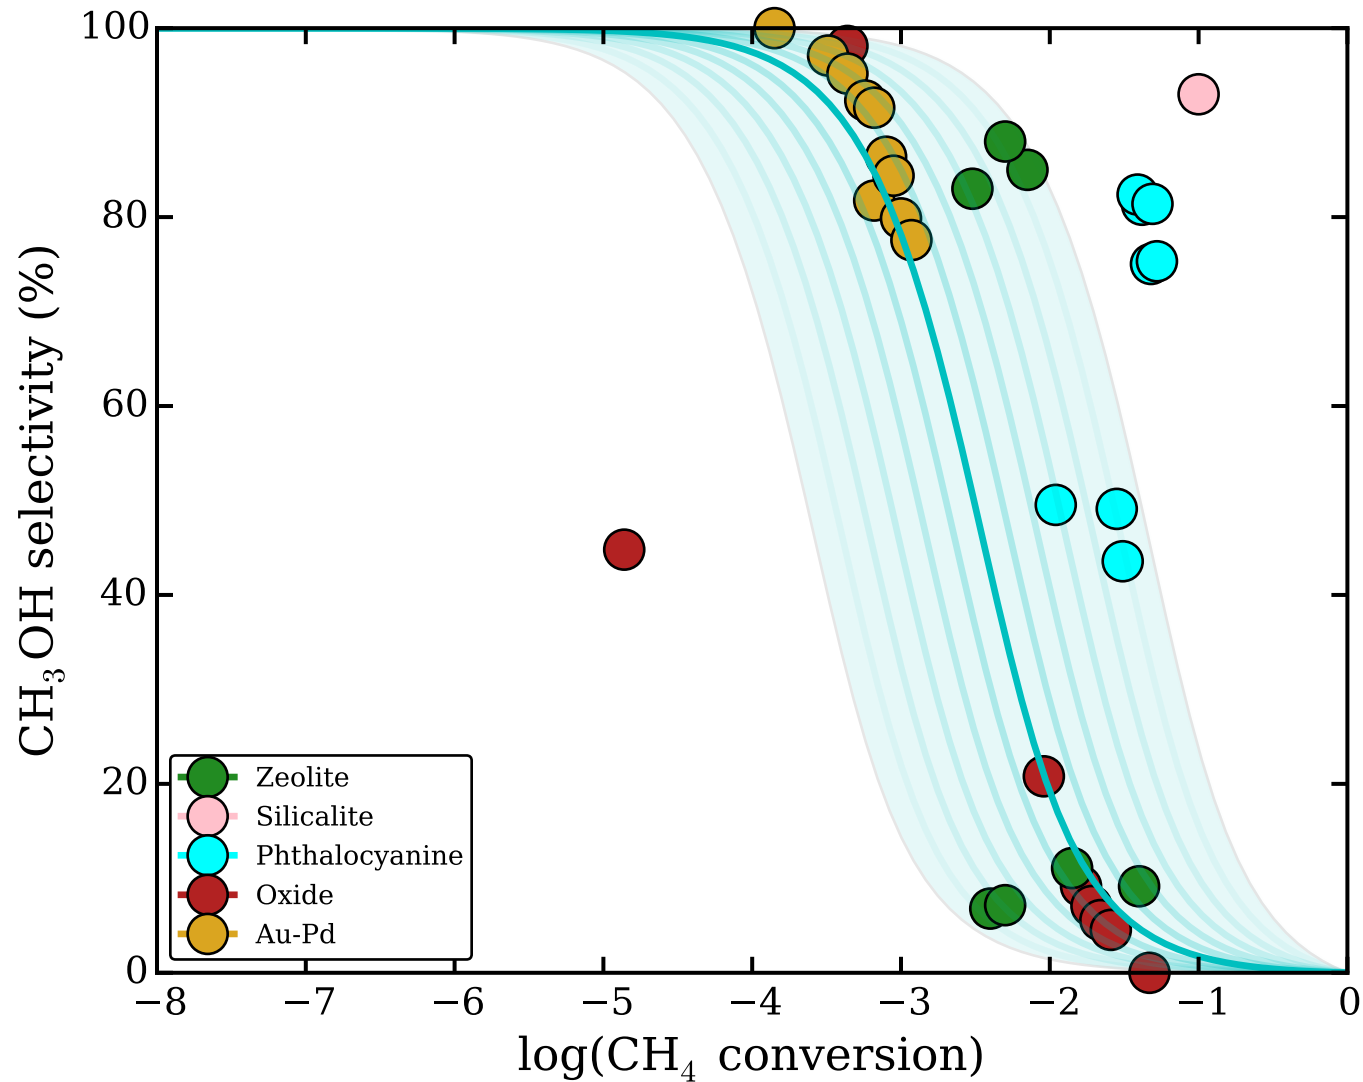 CH₃OH selectivity (%)
100
80
60
40
20
0
Zeolite
Silicalite
Phthalocyanine
Oxide
Au-Pd
−8 −7 −6 −5 −4 −3 −2 −1 0
log(CH₄ conversion)